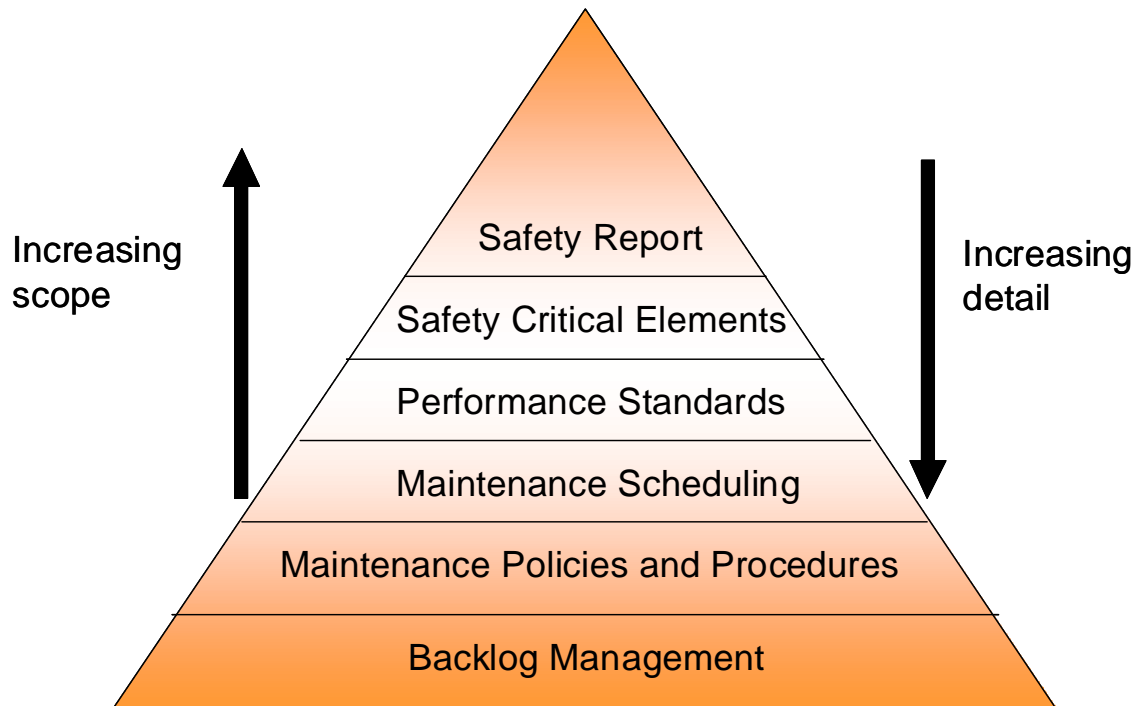 Safety Report
Increasing
scope
Increasing
detail
Safety Critical Elements
Performance Standards
Maintenance Scheduling
Maintenance Policies and Procedures
Backlog Management